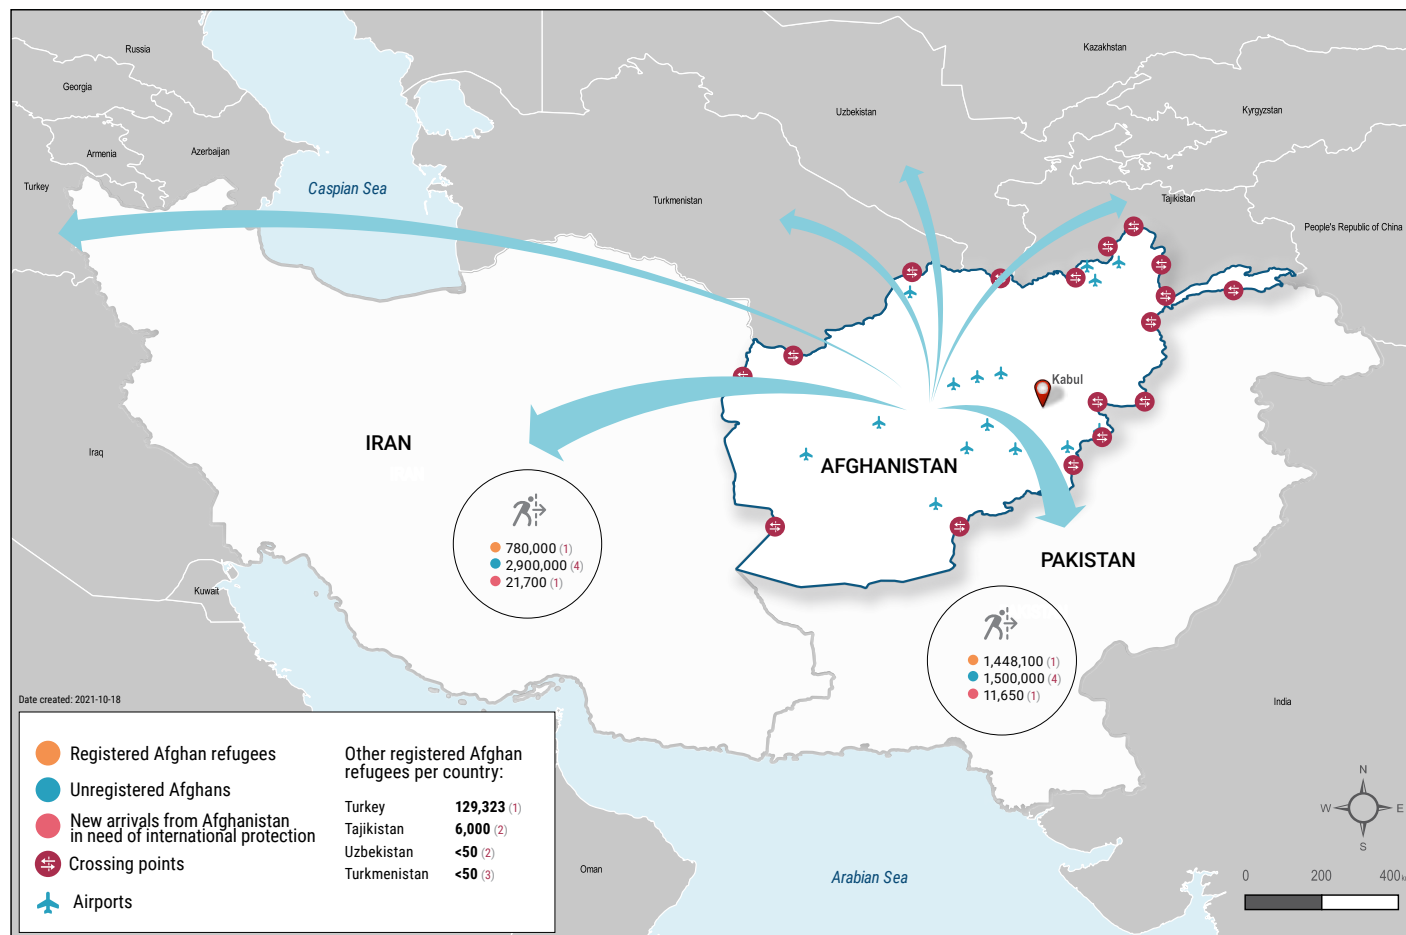 Russia
Kazakhstan
Georgia
Uzbekistan
Kyrgyzstan
Armenia
Azerbaijan
Turkey
Caspian Sea
Turkmenistan
Tajikistan
People's Republic of China
Kabul
IRAN
AFGHANISTAN
Iraq
780,000 (1)
2,900,000 (4)
21,700 (1)
PAKISTAN
Kuwait
1,448,100 (1)
1,500,000 (4)
11,650 (1)
India
Date created: 2021-10-18
Registered Afghan refugees
Unregistered Afghans
New arrivals from Afghanistan
in need of international protection
Crossing points
Airports
Other registered Afghan
refugees per country:
Turkey 129,323 (1)
Tajikistan 6,000 (2)
Uzbekistan <50 (2)
Turkmenistan <50 (3)
Oman
Arabian Sea
N
W E
S
0 200 400